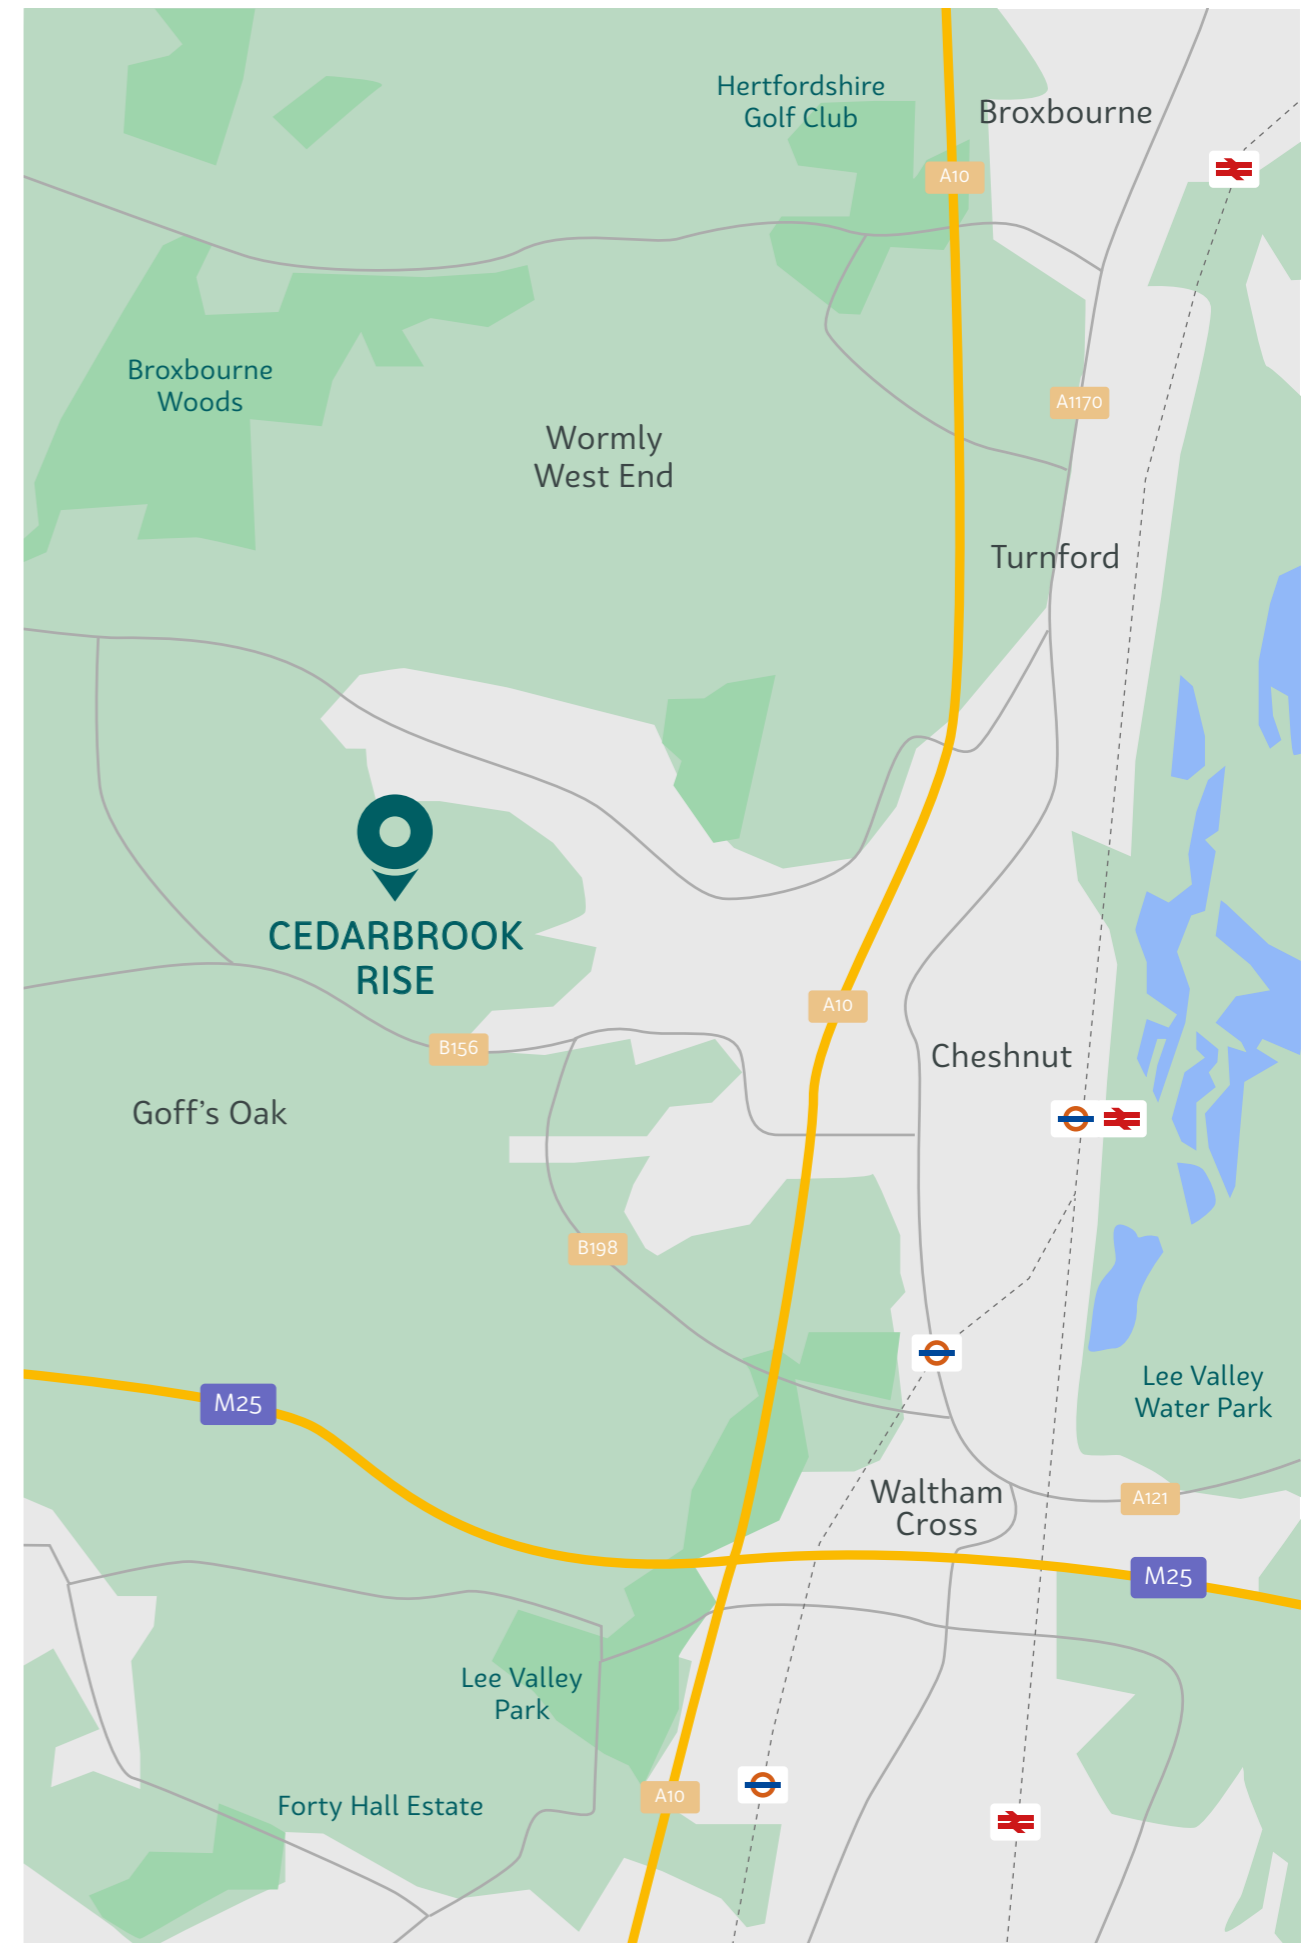 Hertfordshire
Golf Club
Broxbourne
A10
Broxbourne
Woods
A1170
Wormly
West End
Turnford
CEDARBROOK
RISE
A10
B156
Cheshnut
Goff's Oak
B198
M25
Lee Valley
Water Park
Waltham
Cross
A121
M25
Lee Valley
Park
A10
Forty Hall Estate